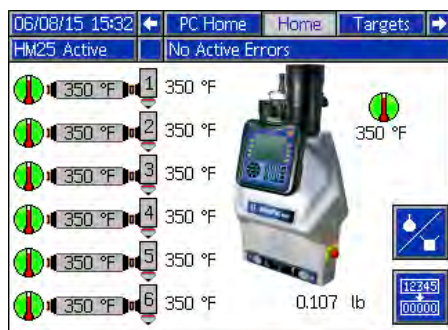 06/08/15 15:32 PC Home Home Targets
HM25 Active No Active Errors
350 °F 1 350 °F
350 °F
350 °F 2 350 °F
350 °F 3 350 °F
350 °F 4 350 °F
350 °F 5 350 °F
350 °F 6 350 °F
0.107 lb
12345
00000